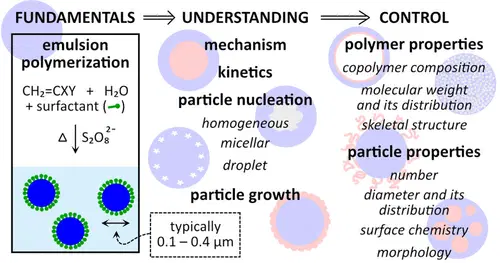 FUNDAMENTALS ⟹ UNDERSTANDING ⟹ CONTROL
emulsion
polymerization
CH₂=CXY + H₂O
+ surfactant ( )
Δ S₂O₈²⁻
typically
0.1 – 0.4 μm
mechanism
kinetics
particle nucleation
homogeneous
micellar
droplet
particle growth
polymer properties
copolymer composition
molecular weight
and its distribution
skeletal structure
particle properties
number
diameter and its
distribution
surface chemistry
morphology